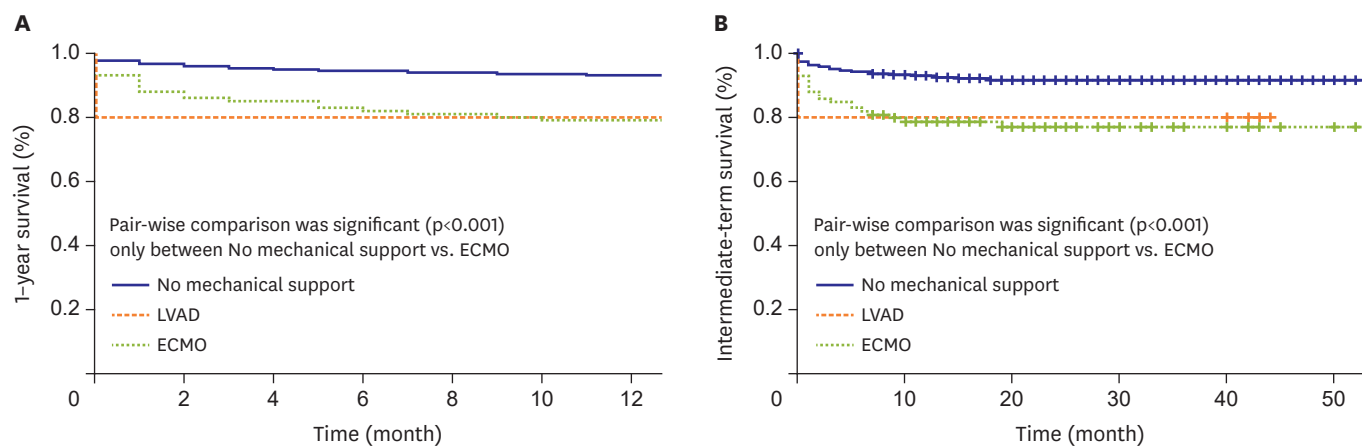 A
1-year survival (%)
1.0
0.8
0.6
0.4
0.2
0
2
4
6
8
10
12
Time (month)
Pair-wise comparison was significant (p<0.001)
only between No mechanical support vs. ECMO
No mechanical support
LVAD
ECMO
B
Intermediate-term survival (%)
1.0
0.8
0.6
0.4
0.2
0
10
20
30
40
50
Time (month)
Pair-wise comparison was significant (p<0.001)
only between No mechanical support vs. ECMO
No mechanical support
LVAD
ECMO